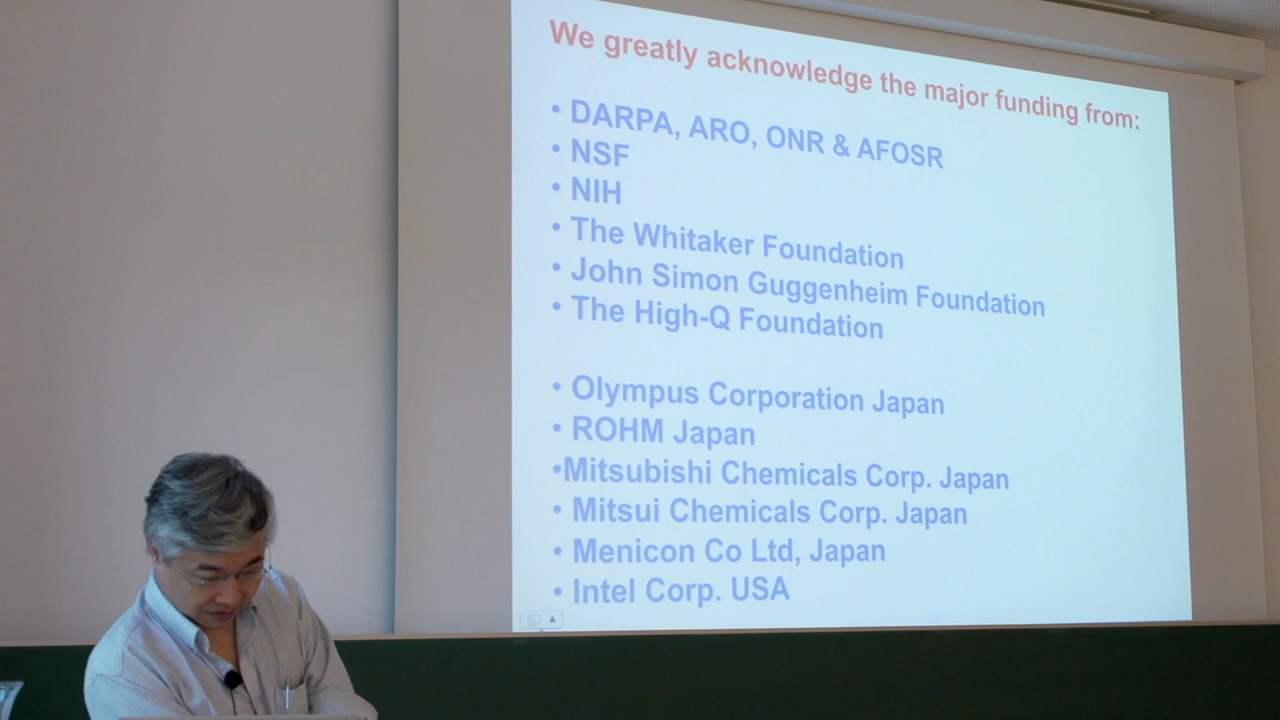 We greatly acknowledge the major funding from:
• DARPA, ARO, ONR & AFOSR
• NSF
• NIH
• The Whitaker Foundation
• John Simon Guggenheim Foundation
• The High-Q Foundation
• Olympus Corporation Japan
• ROHM Japan
•Mitsubishi Chemicals Corp. Japan
• Mitsui Chemicals Corp. Japan
• Menicon Co Ltd, Japan
• Intel Corp. USA